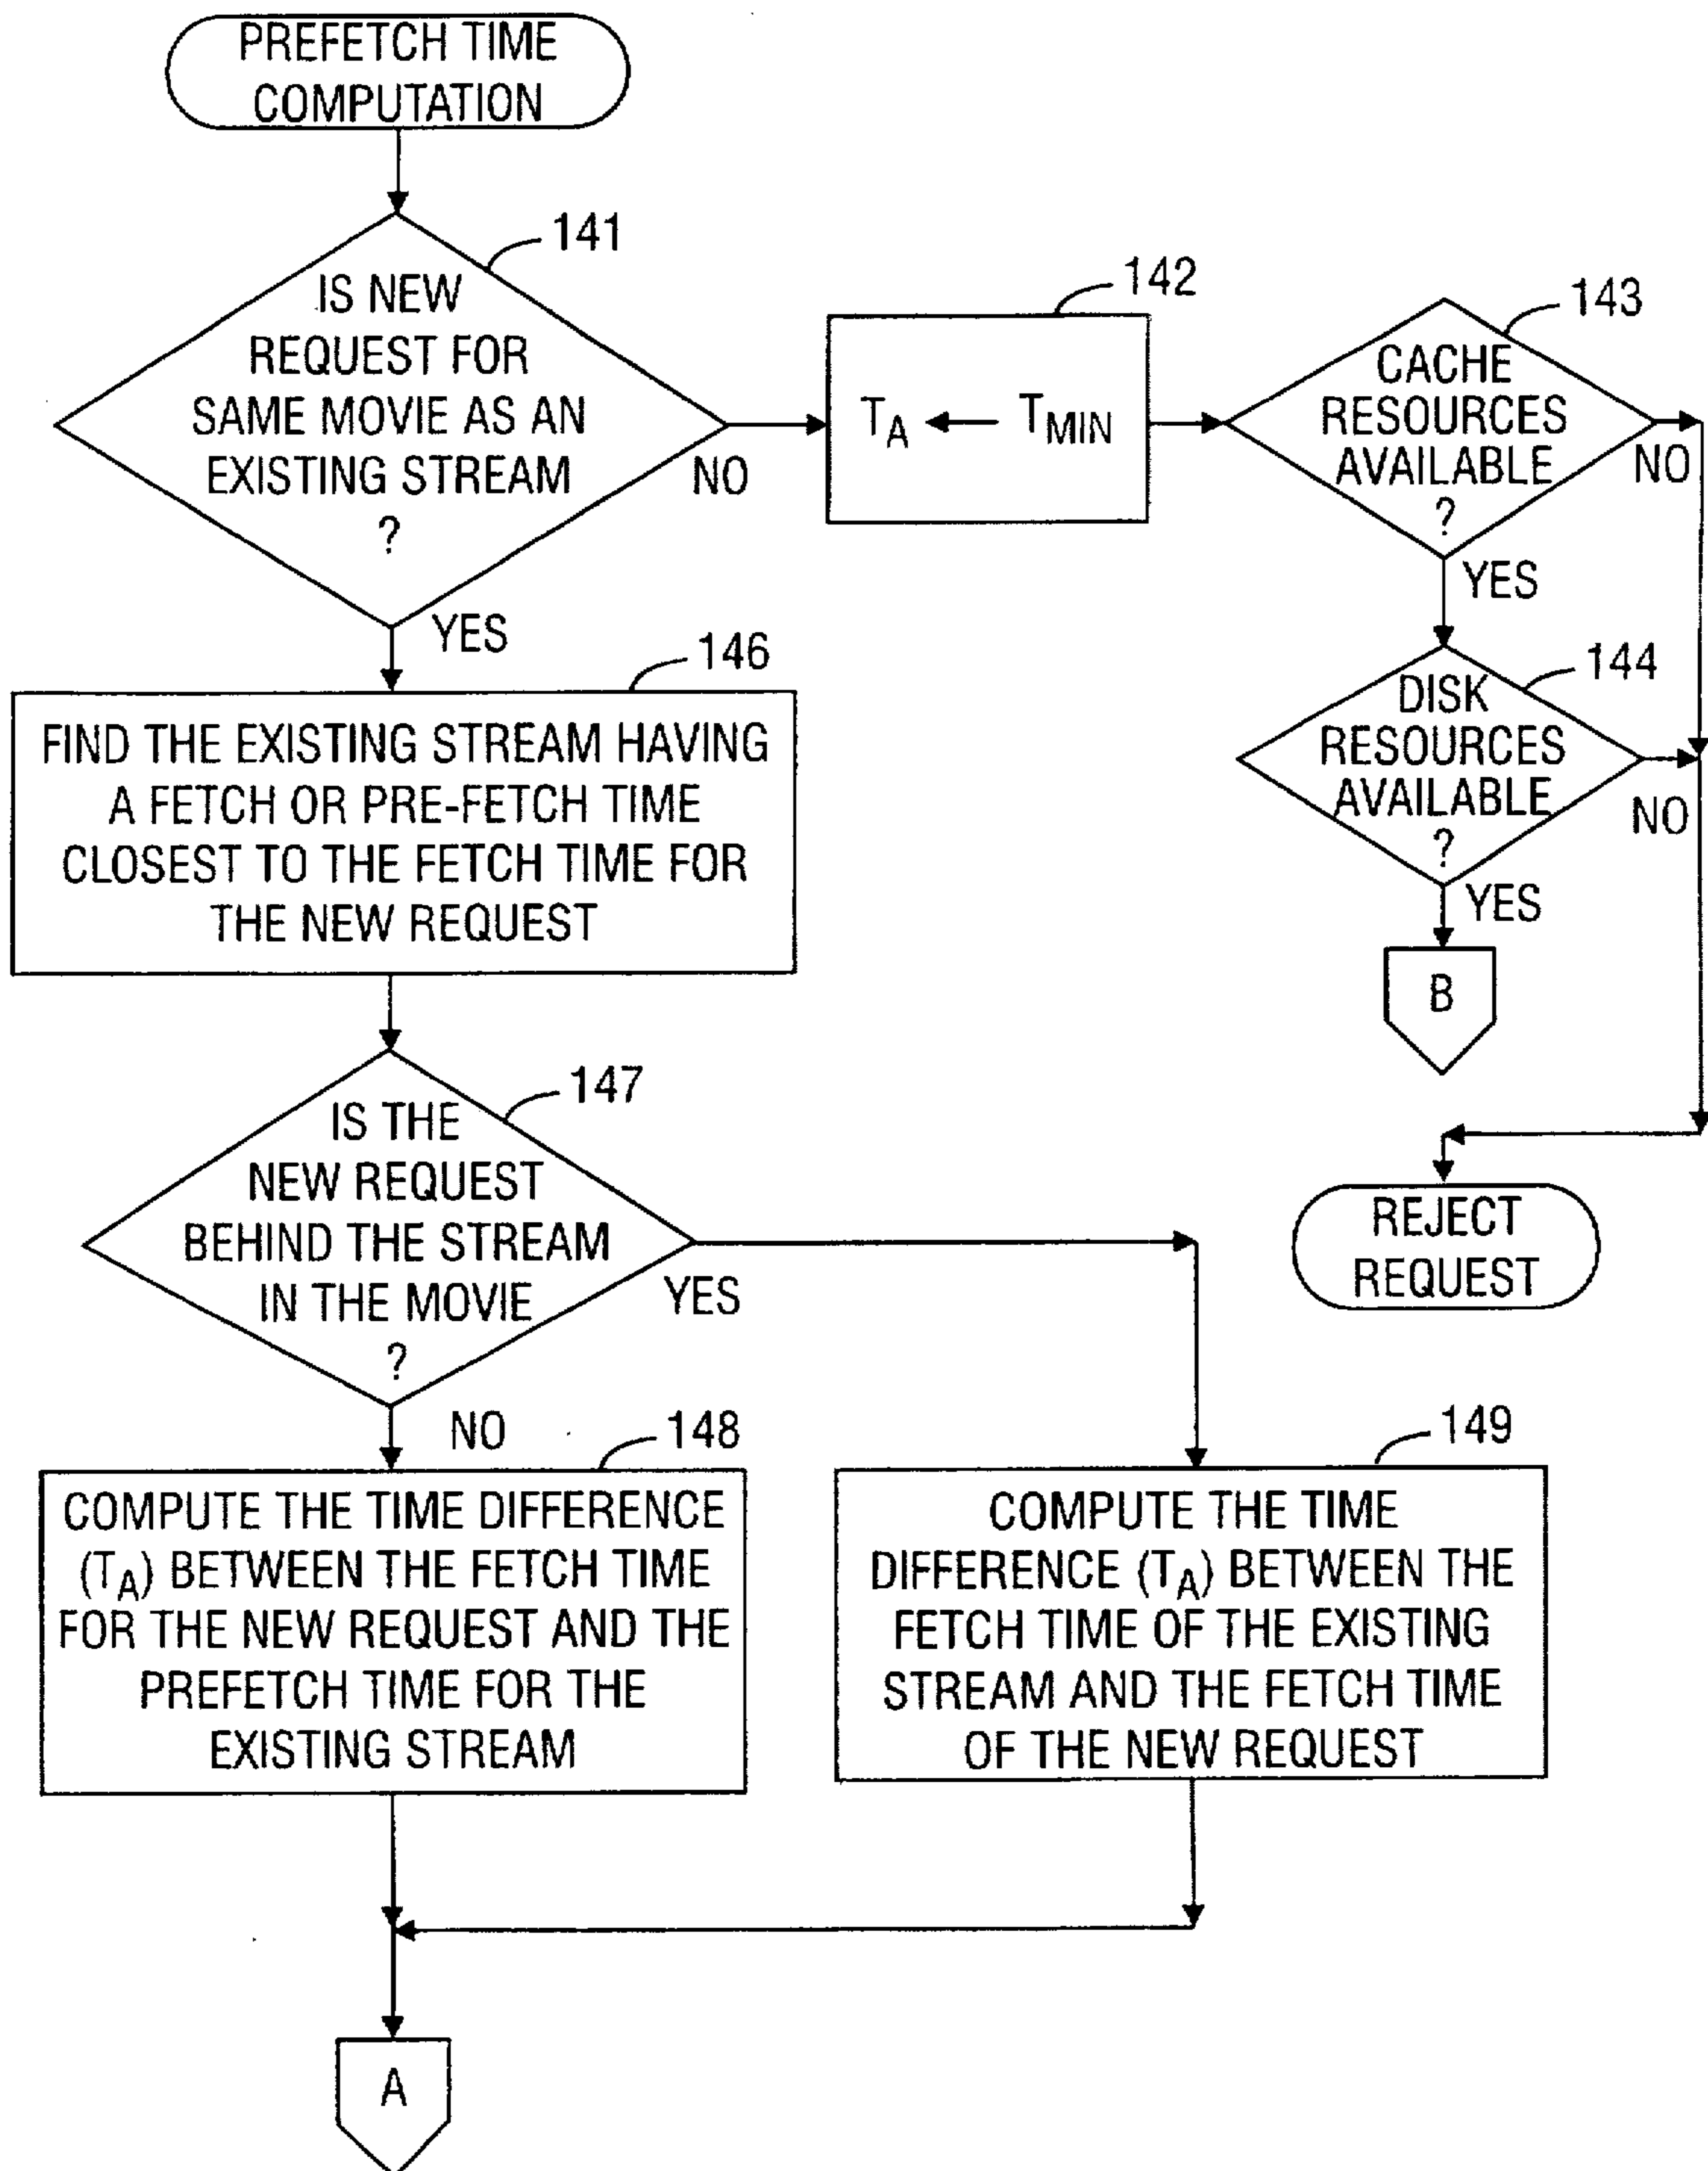 PREFETCH TIME
COMPUTATION
141
IS NEW
REQUEST FOR
SAME MOVIE AS AN
EXISTING STREAM
?
NO
YES
142
T_A ← T_MIN
143
CACHE
RESOURCES
AVAILABLE
?
NO
YES
144
DISK
RESOURCES
AVAILABLE
?
NO
YES
B
REJECT
REQUEST
146
FIND THE EXISTING STREAM HAVING
A FETCH OR PRE-FETCH TIME
CLOSEST TO THE FETCH TIME FOR
THE NEW REQUEST
147
IS THE
NEW REQUEST
BEHIND THE STREAM
IN THE MOVIE
?
YES
NO
148
COMPUTE THE TIME DIFFERENCE
(T_A) BETWEEN THE FETCH TIME
FOR THE NEW REQUEST AND THE
PREFETCH TIME FOR THE
EXISTING STREAM
149
COMPUTE THE TIME
DIFFERENCE (T_A) BETWEEN THE
FETCH TIME OF THE EXISTING
STREAM AND THE FETCH TIME
OF THE NEW REQUEST
A